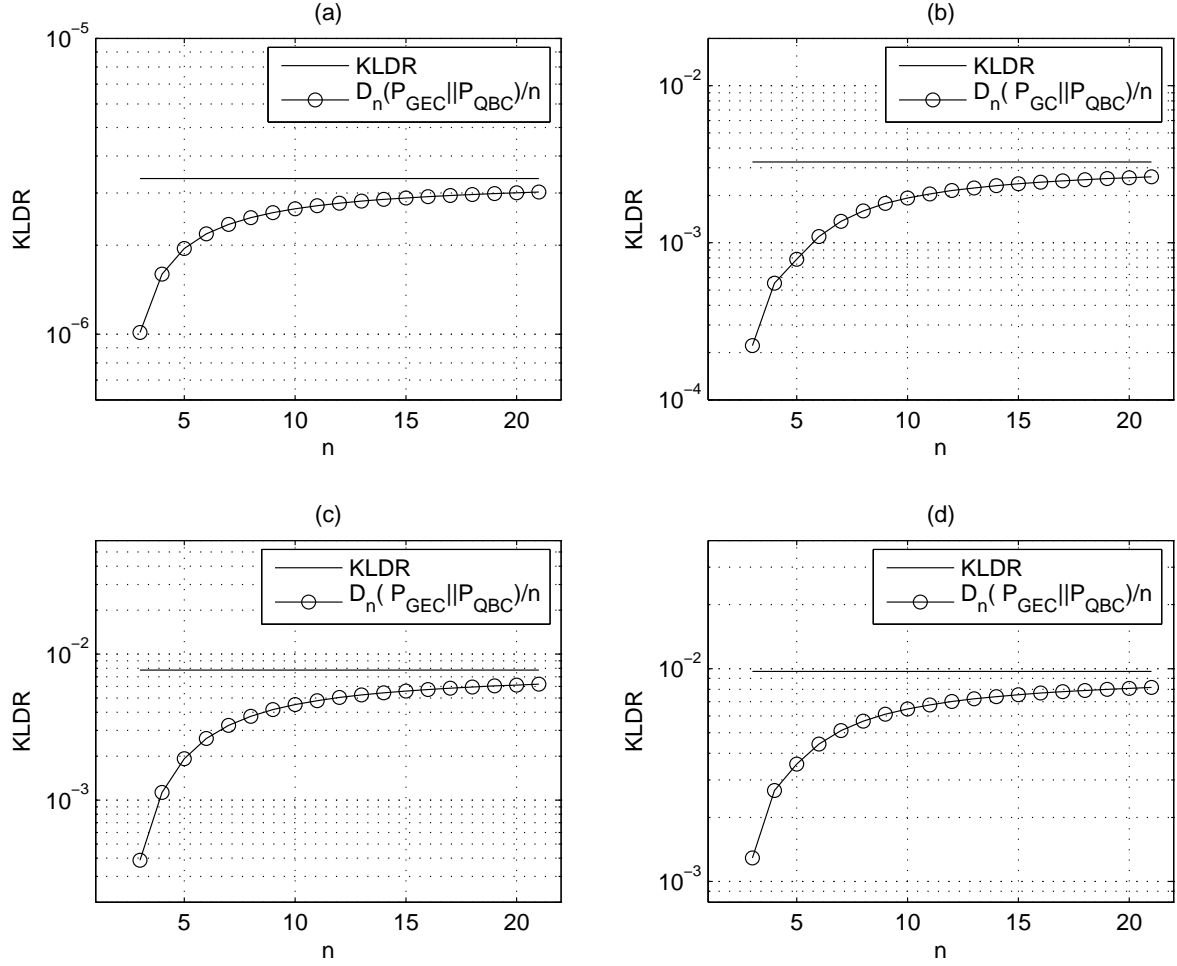 (a)
10^-5
10^-6
KLDR
KLDR
D_n(P_GEC||P_QBC)/n
5 10 15 20
n
(b)
10^-2
10^-3
10^-4
KLDR
KLDR
D_n( P_GC||P_QBC)/n
5 10 15 20
n
(c)
10^-2
10^-3
KLDR
KLDR
D_n( P_GEC||P_QBC)/n
5 10 15 20
n
(d)
10^-2
10^-3
KLDR
KLDR
D_n( P_GEC||P_QBC)/n
5 10 15 20
n